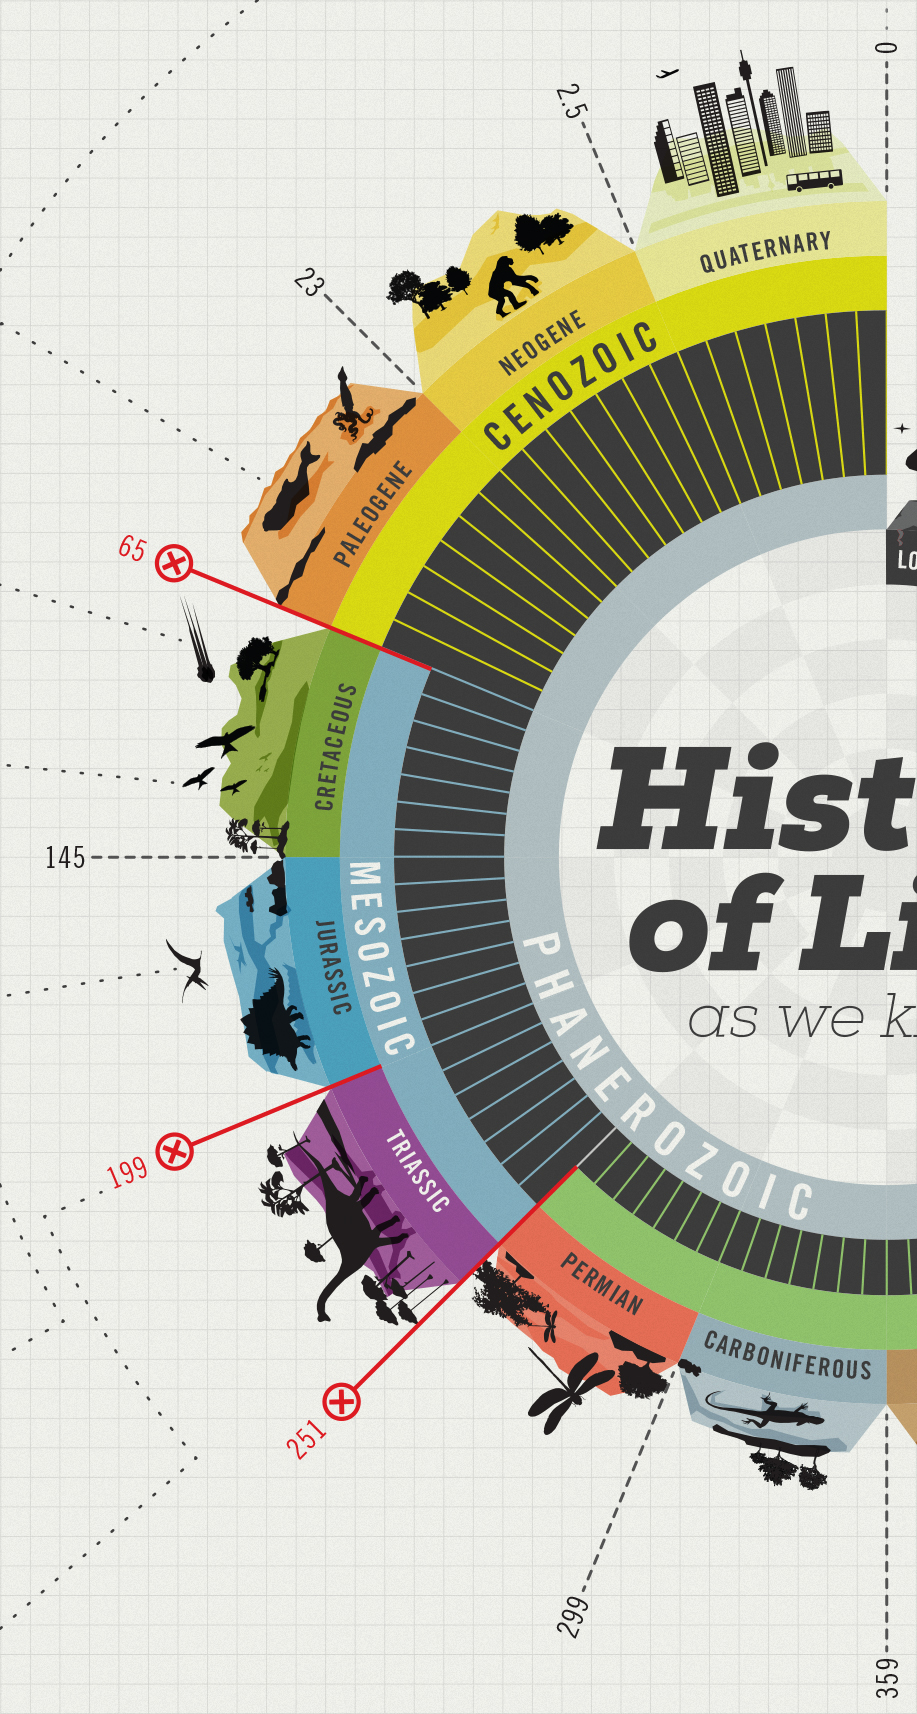 0
2.5
QUATERNARY
23
NEOGENE
CENOZOIC
PALEOGENE
65
CRETACEOUS
145
MESOZOIC
JURASSIC
199
TRIASSIC
251
PERMIAN
299
CARBONIFEROUS
359
PHANEROZOIC
LO
Hist
of Li
as we k